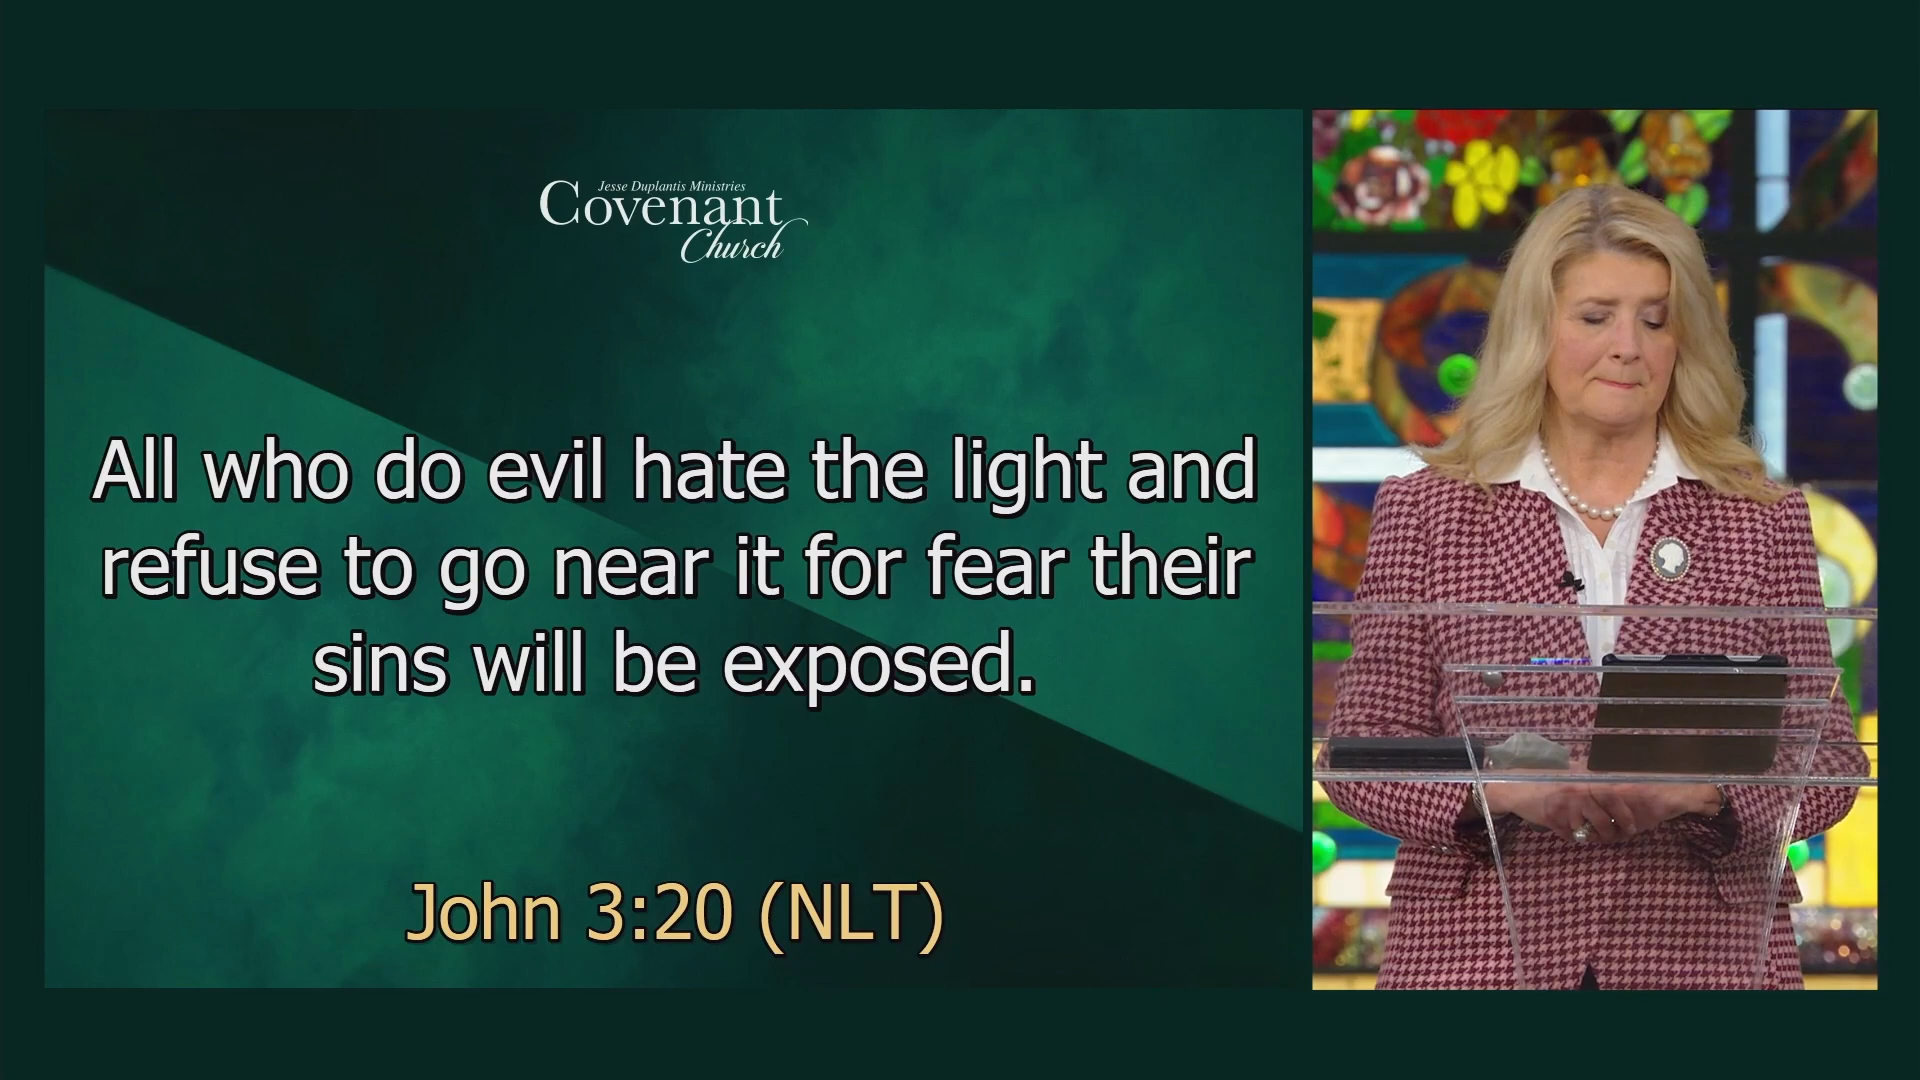 Jesse Duplantis Ministries
Covenant
Church
All who do evil hate the light and
refuse to go near it for fear their
sins will be exposed.
John 3:20 (NLT)